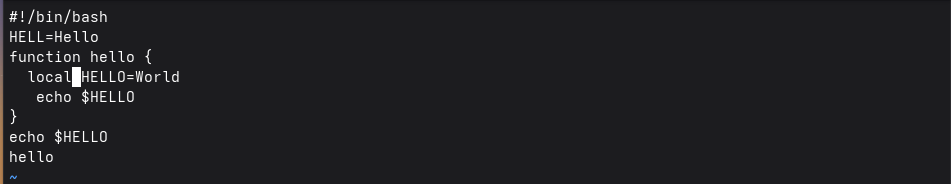 #!/bin/bash
HELL=Hello
function hello {
  local HELLO=World
   echo $HELLO
}
echo $HELLO
hello
~